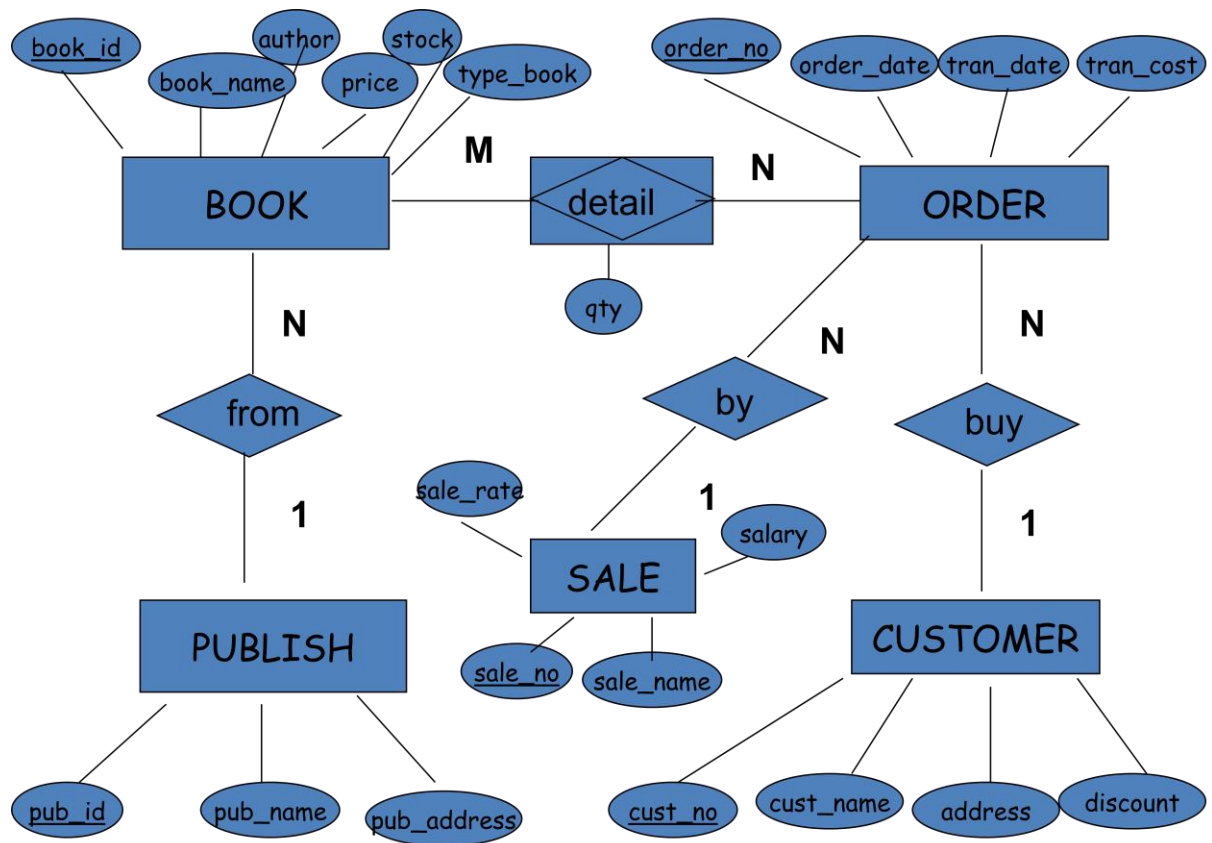 book_id
author
stock
book_name
price
type_book
order_no
order_date
tran_date
tran_cost
M
N
BOOK
detail
ORDER
qty
N
N
N
from
by
buy
1
1
1
sale_rate
salary
SALE
PUBLISH
CUSTOMER
sale_no
sale_name
pub_id
pub_name
pub_address
cust_no
cust_name
address
discount